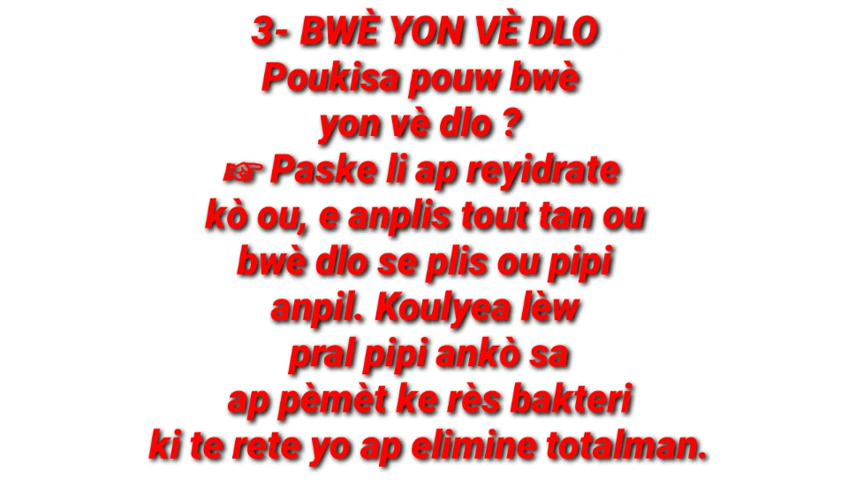 3- BWÈ YON VÈ DLO
Poukisa pouw bwè
yon vè dlo ?
☞ Paske li ap reyidrate
kò ou, e anplis tout tan ou
bwè dlo se plis ou pipi
anpil. Koulyea lèw
pral pipi ankò sa
ap pèmèt ke rès bakteri
ki te rete yo ap elimine totalman.